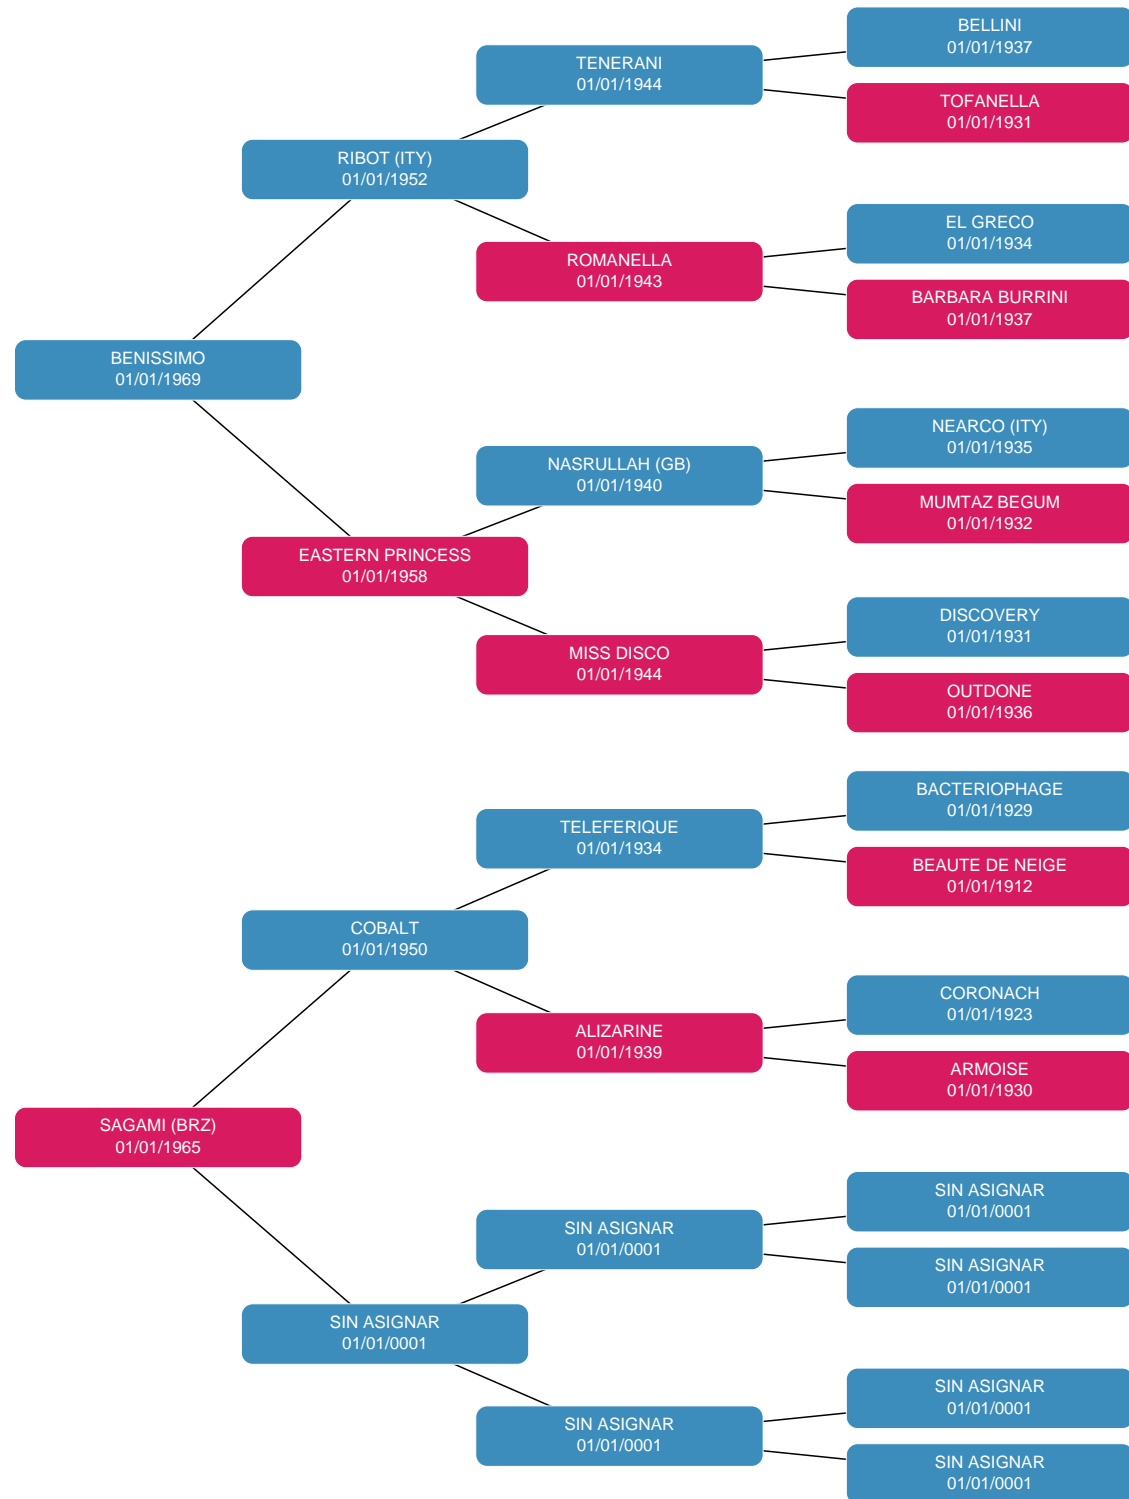 BELLINI
01/01/1937
TENERANI
01/01/1944
TOFANELLA
01/01/1931
RIBOT (ITY)
01/01/1952
EL GRECO
01/01/1934
ROMANELLA
01/01/1943
BARBARA BURRINI
01/01/1937
BENISSIMO
01/01/1969
NEARCO (ITY)
01/01/1935
NASRULLAH (GB)
01/01/1940
MUMTAZ BEGUM
01/01/1932
EASTERN PRINCESS
01/01/1958
DISCOVERY
01/01/1931
MISS DISCO
01/01/1944
OUTDONE
01/01/1936
BACTERIOPHAGE
01/01/1929
TELEFERIQUE
01/01/1934
BEAUTE DE NEIGE
01/01/1912
COBALT
01/01/1950
CORONACH
01/01/1923
ALIZARINE
01/01/1939
ARMOISE
01/01/1930
SAGAMI (BRZ)
01/01/1965
SIN ASIGNAR
01/01/0001
SIN ASIGNAR
01/01/0001
SIN ASIGNAR
01/01/0001
SIN ASIGNAR
01/01/0001
SIN ASIGNAR
01/01/0001
SIN ASIGNAR
01/01/0001
SIN ASIGNAR
01/01/0001